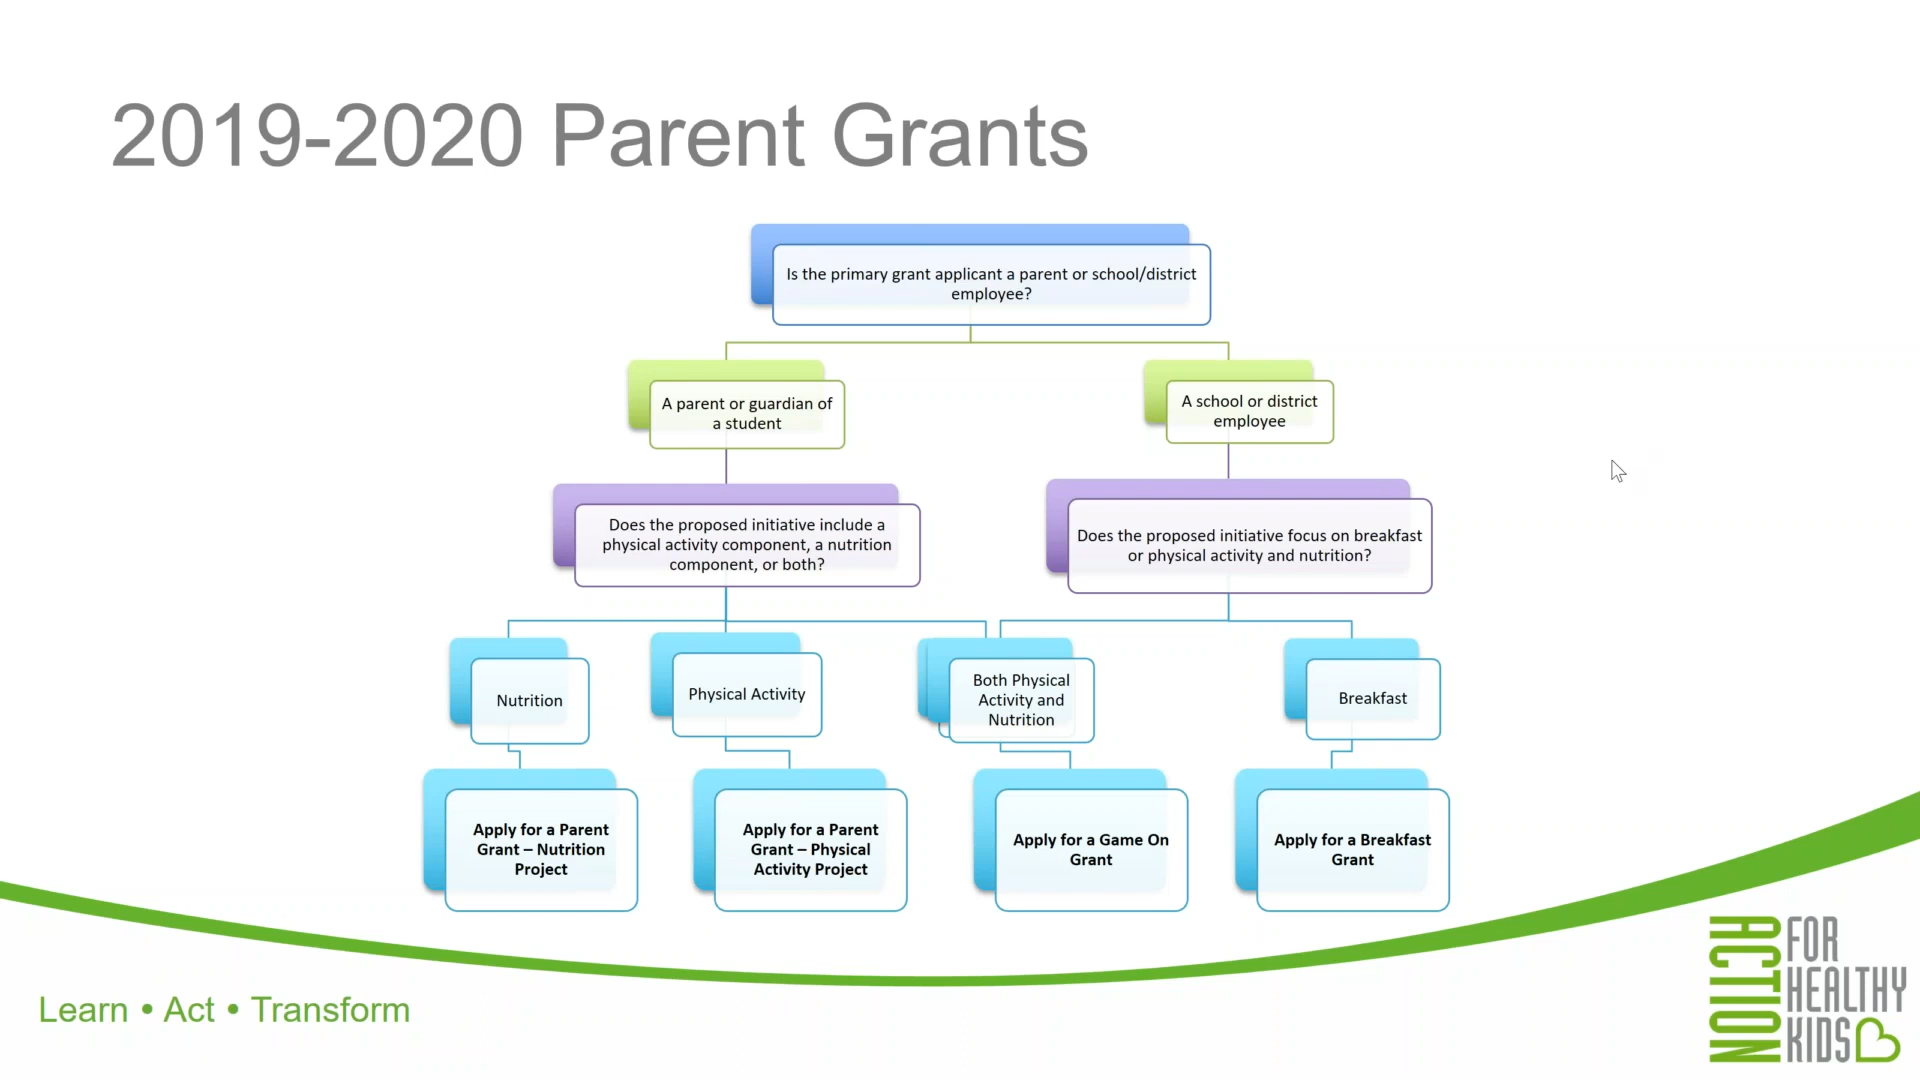 2019-2020 Parent Grants
Is the primary grant applicant a parent or school/district
employee?
A parent or guardian of
a student
A school or district
employee
Does the proposed initiative include a
physical activity component, a nutrition
component, or both?
Does the proposed initiative focus on breakfast
or physical activity and nutrition?
Nutrition
Physical Activity
Both Physical
Activity and
Nutrition
Breakfast
Apply for a Parent
Grant – Nutrition
Project
Apply for a Parent
Grant – Physical
Activity Project
Apply for a Game On
Grant
Apply for a Breakfast
Grant
Learn • Act • Transform
ACTION
FOR
HEALTHY
KIDS